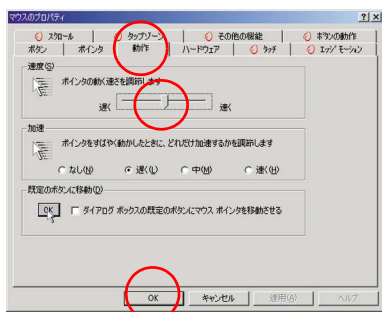 マウスのプロパティ
スクロール タップゾーン その他の機能 ボタンの動作
ボタン ポインタ 動作 ハードウェア タッチ エッジ モーション
速度(S)
ポインタの動く速さを調節します
遅く 速く
加速
ポインタをすばやく動かしたときに、どれだけ加速するかを調節します
なし(N) 遅く(L) 中(M) 速く(H)
既定のボタンに移動(D)
OK ダイアログ ボックスの既定のボタンにマウス ポインタを移動させる
OK キャンセル 適用(A) ヘルプ